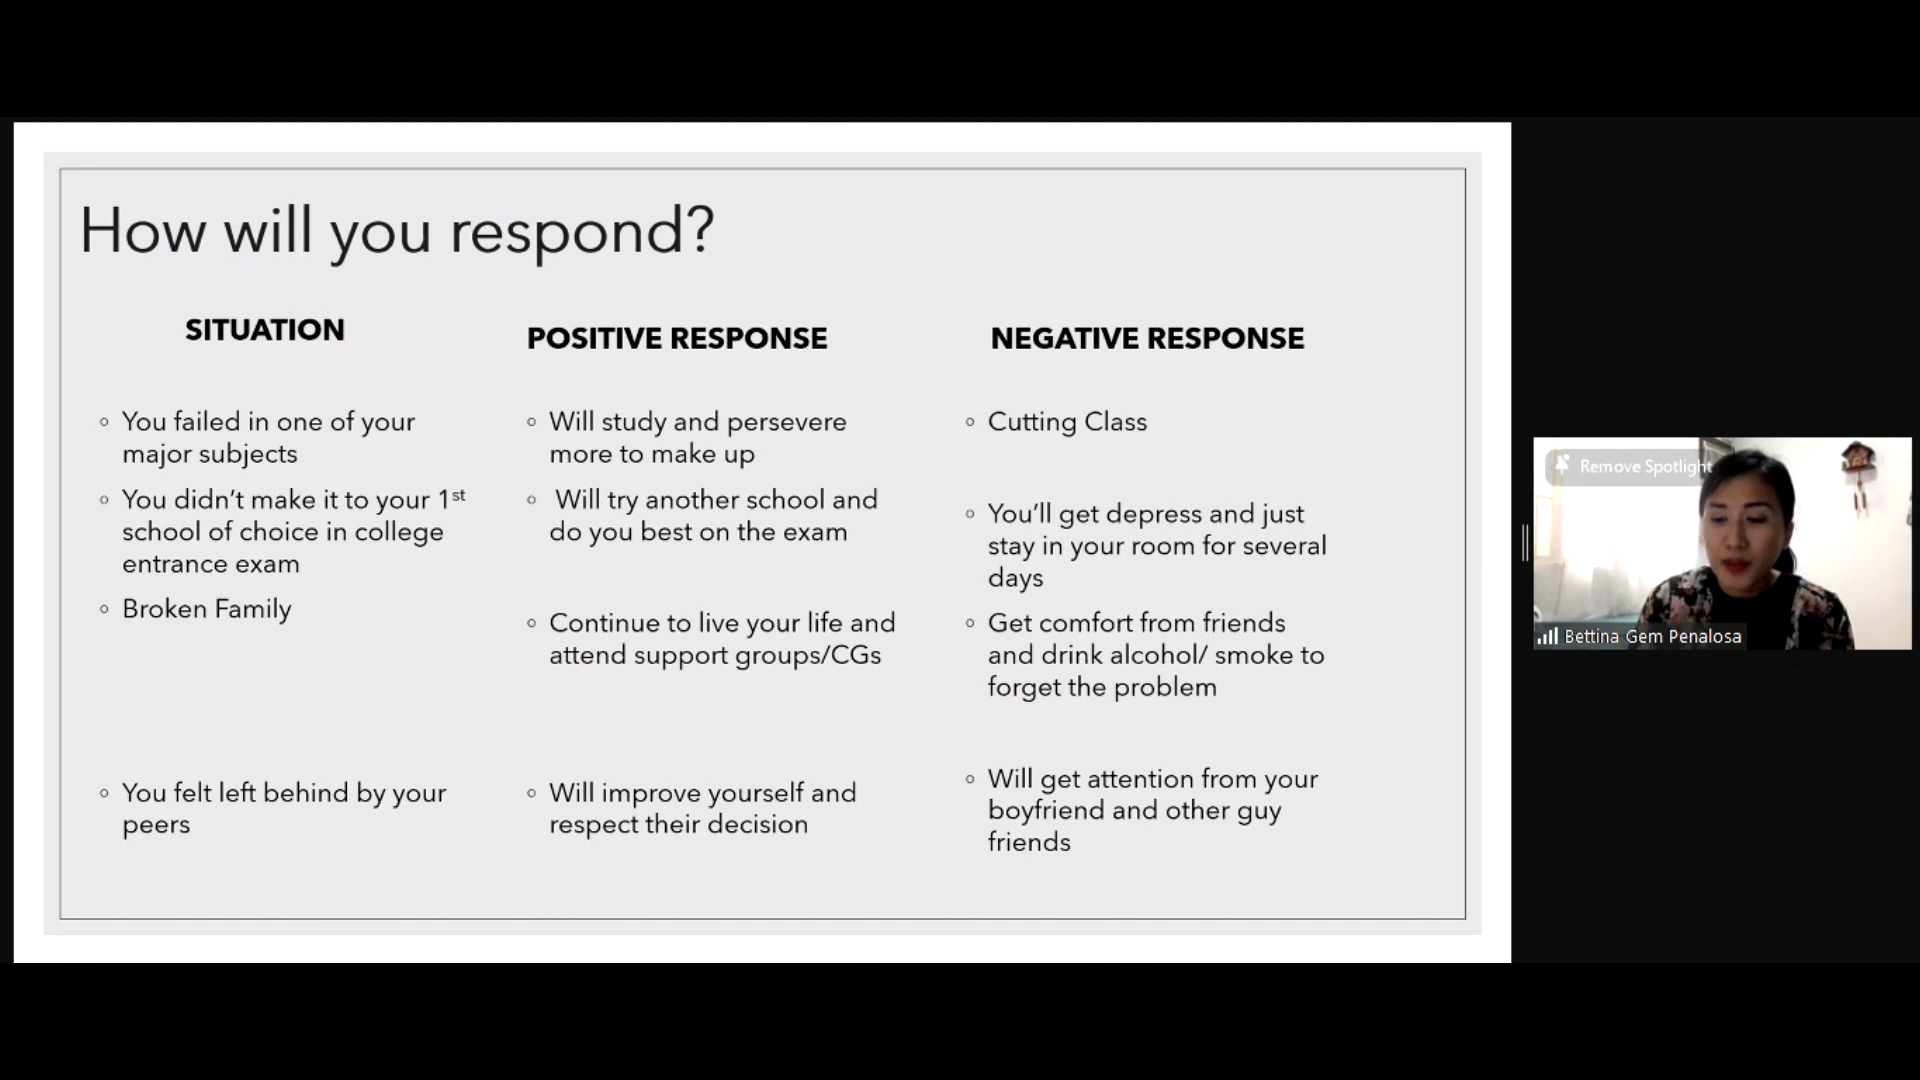 How will you respond?
SITUATION
You failed in one of your
major subjects
You didn’t make it to your 1st
school of choice in college
entrance exam
Broken Family
You felt left behind by your
peers
POSITIVE RESPONSE
Will study and persevere
more to make up
Will try another school and
do you best on the exam
Continue to live your life and
attend support groups/CGs
Will improve yourself and
respect their decision
NEGATIVE RESPONSE
Cutting Class
You’ll get depress and just
stay in your room for several
days
Get comfort from friends
and drink alcohol/ smoke to
forget the problem
Will get attention from your
boyfriend and other guy
friends
Remove Spotlight
Bettina Gem Penalosa